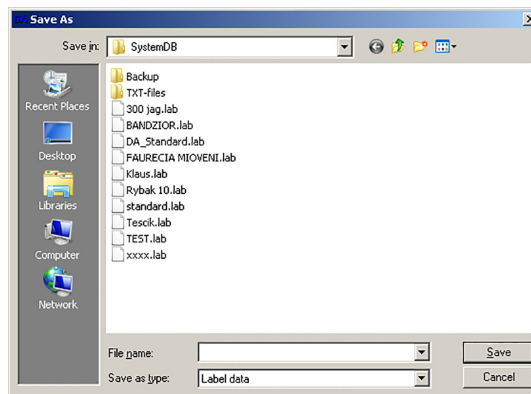 DA Save As
Save in:
SystemDB
Recent Places
Desktop
Libraries
Computer
Network
Backup
TXT-files
300 jag.lab
BANDZIOR.lab
DA_Standard.lab
FAURECIA MIOVENI.lab
Klaus.lab
Rybak 10.lab
standard.lab
Tescik.lab
TEST.lab
xxxx.lab
File name:
Save
Save as type:
Label data
Cancel